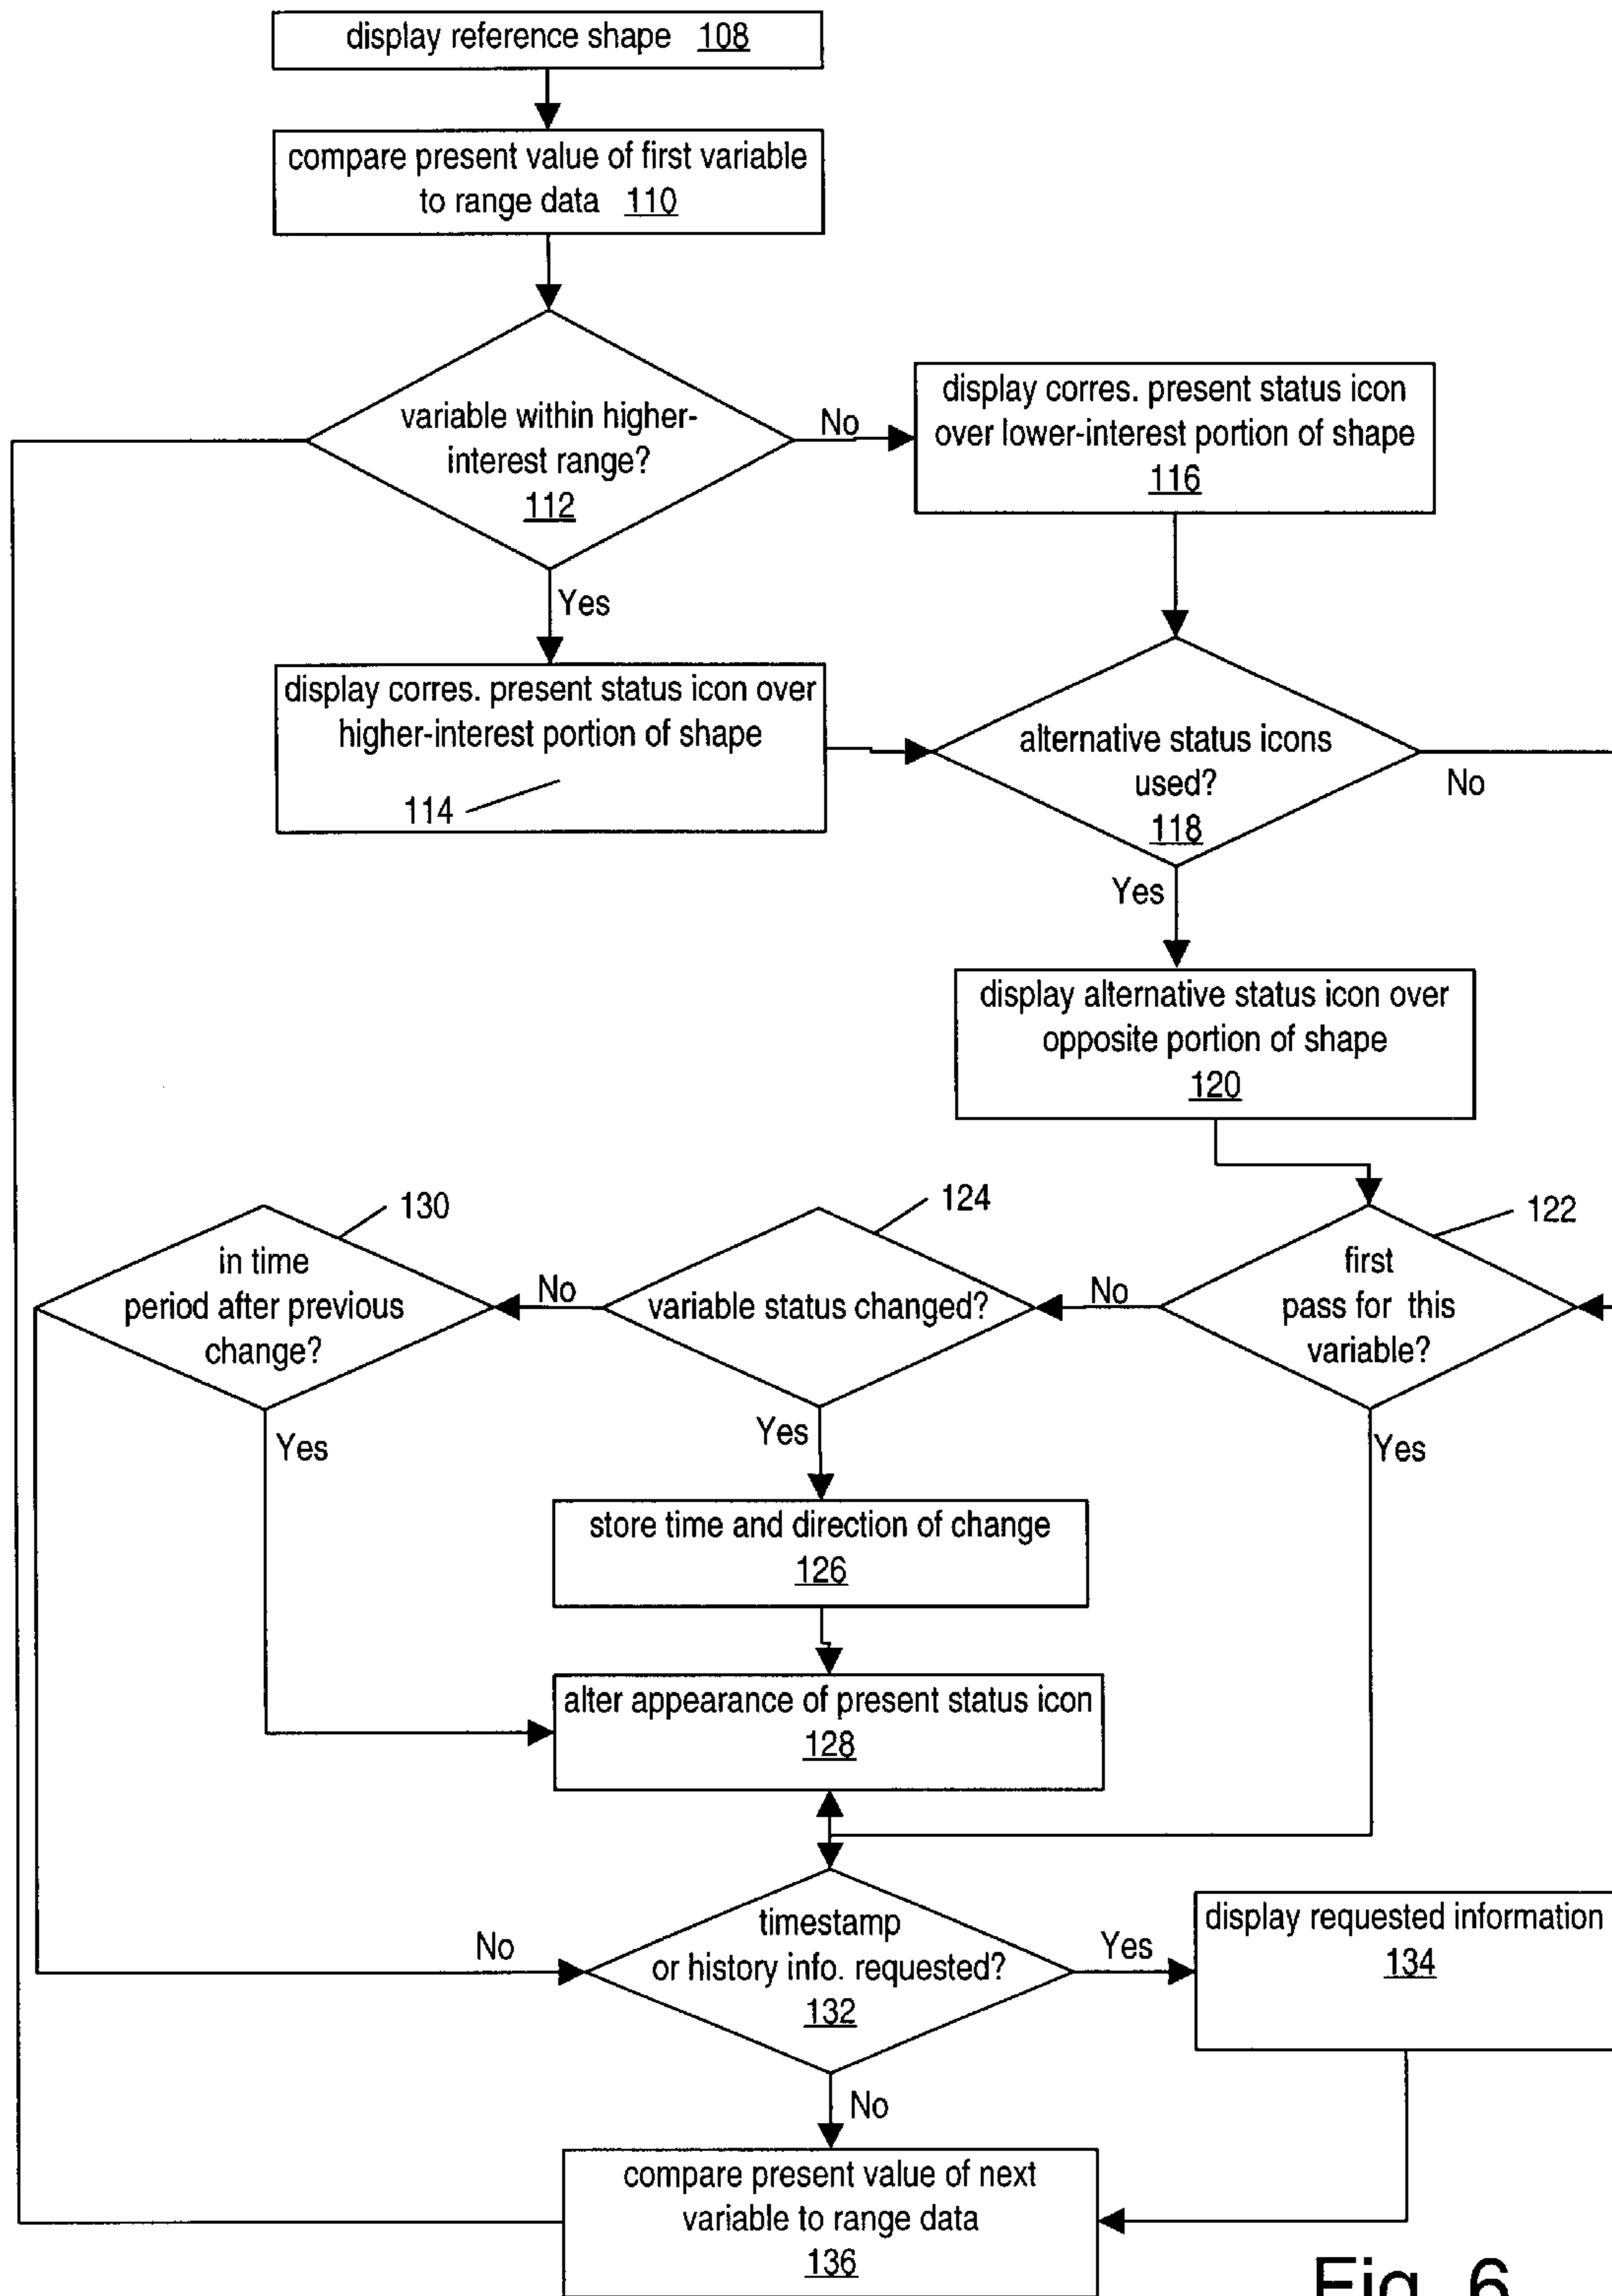 display reference shape 108
compare present value of first variable
to range data 110
variable within higher-
interest range?
112
No
display corres. present status icon
over lower-interest portion of shape
116
Yes
display corres. present status icon over
higher-interest portion of shape
114
alternative status icons
used?
118
No
Yes
display alternative status icon over
opposite portion of shape
120
130
in time
period after previous
change?
No
124
variable status changed?
No
122
first
pass for this
variable?
Yes
Yes
Yes
store time and direction of change
126
alter appearance of present status icon
128
No
timestamp
or history info. requested?
132
Yes
display requested information
134
No
compare present value of next
variable to range data
136
Fig. 6